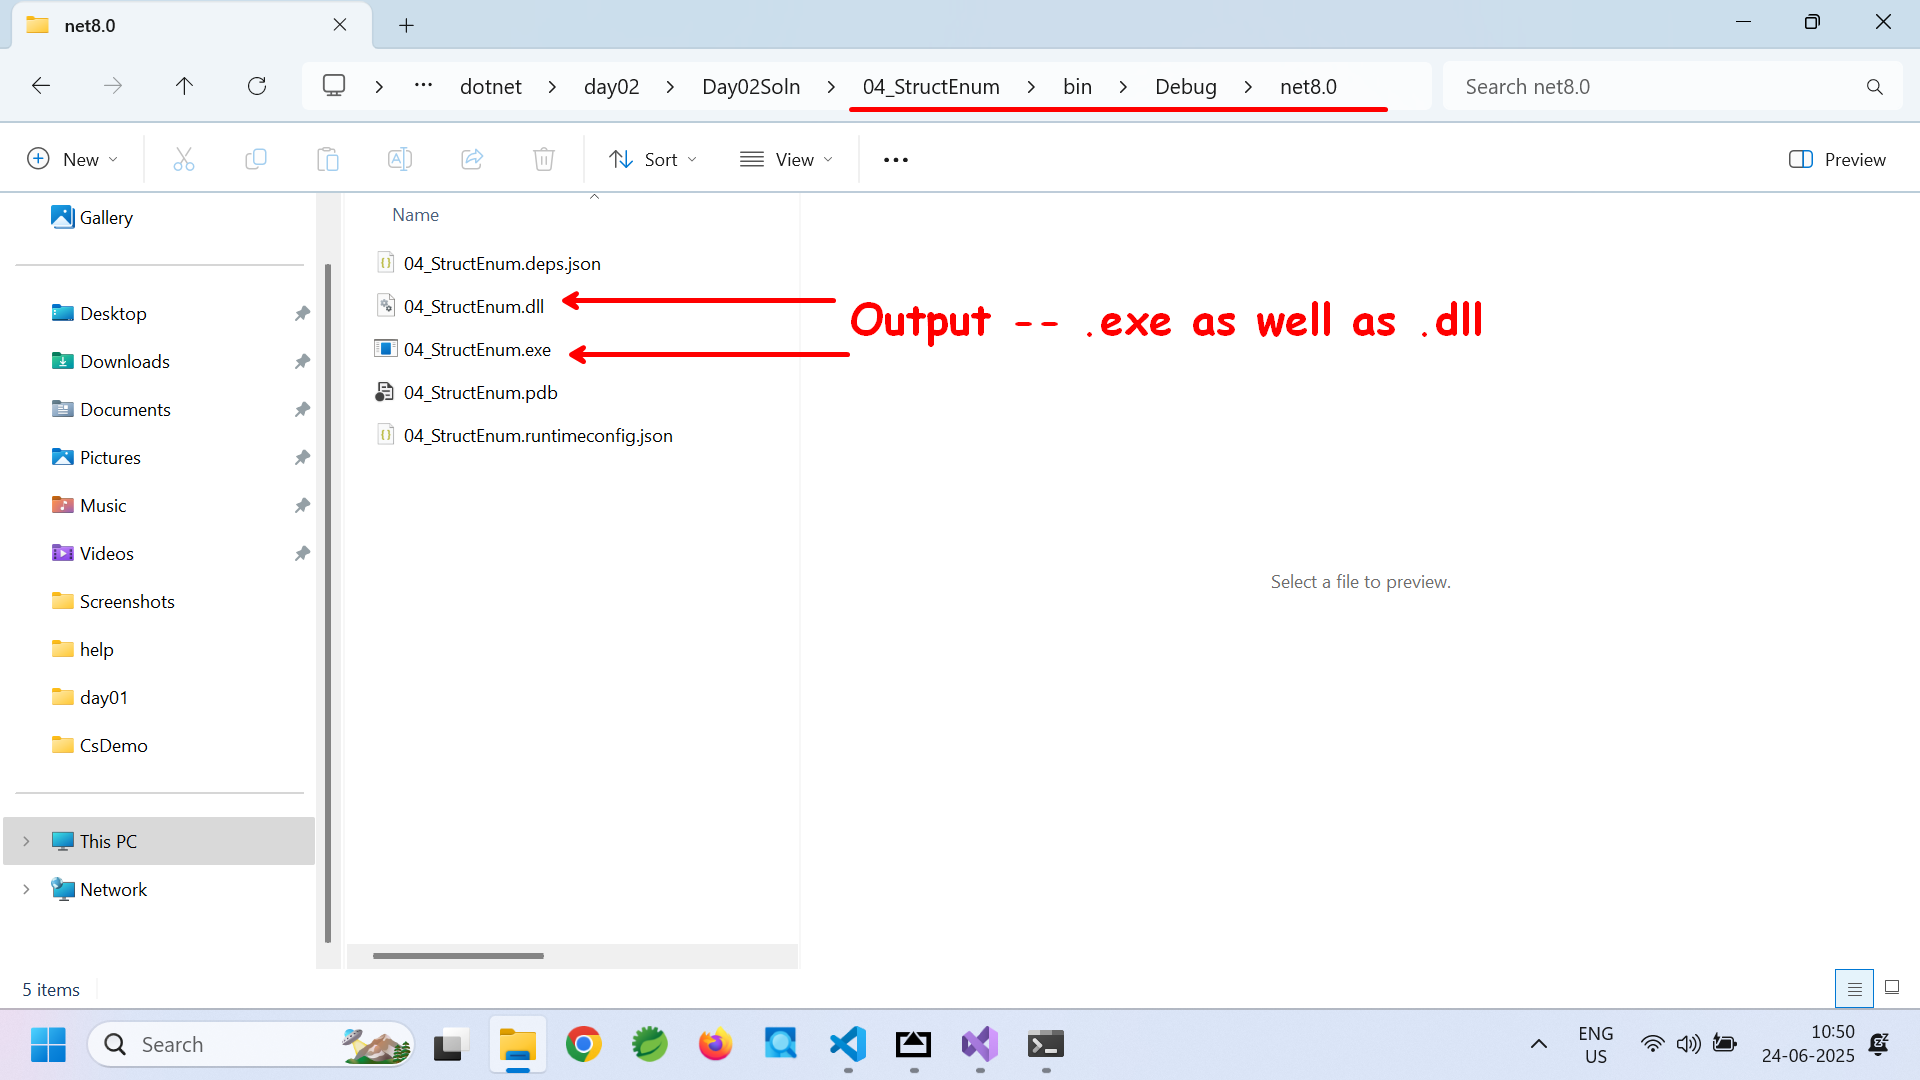 net8.0
dotnet
day02
Day02Soln
04_StructEnum
bin
Debug
net8.0
Search net8.0
New
Sort
View
Preview
Gallery
Desktop
Downloads
Documents
Pictures
Music
Videos
Screenshots
help
day01
CsDemo
This PC
Network
Name
04_StructEnum.deps.json
04_StructEnum.dll
04_StructEnum.exe
04_StructEnum.pdb
04_StructEnum.runtimeconfig.json
Output -- .exe as well as .dll
Select a file to preview.
5 items
Search
ENG
US
10:50
24-06-2025